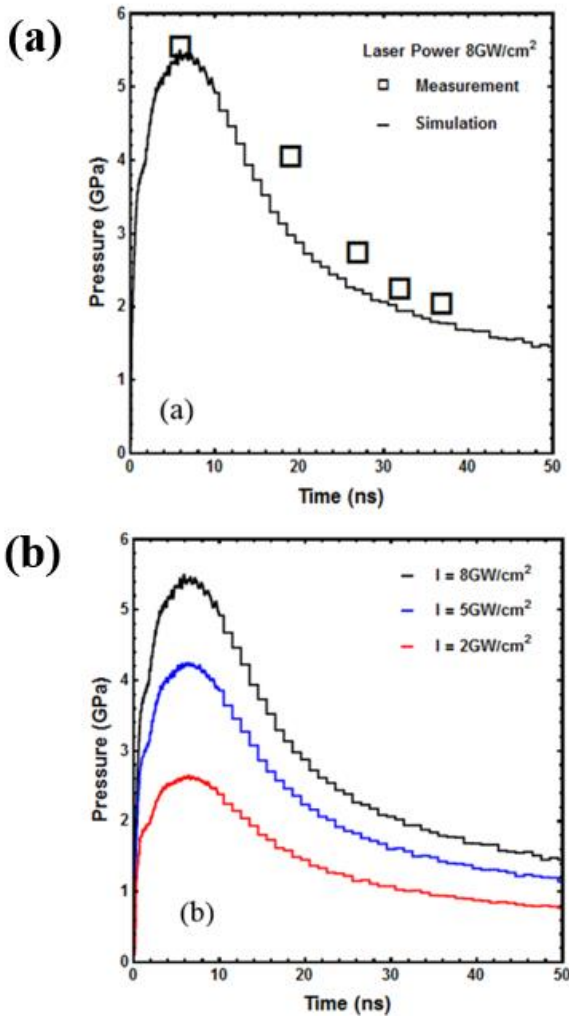 (a)
6
5
4
3
2
1
0
Pressure (GPa)
Laser Power 8GW/cm²
Measurement
Simulation
(a)
0 10 20 30 40 50
Time (ns)
(b)
6
5
4
3
2
1
0
Pressure (GPa)
I = 8GW/cm²
I = 5GW/cm²
I = 2GW/cm²
(b)
0 10 20 30 40 50
Time (ns)